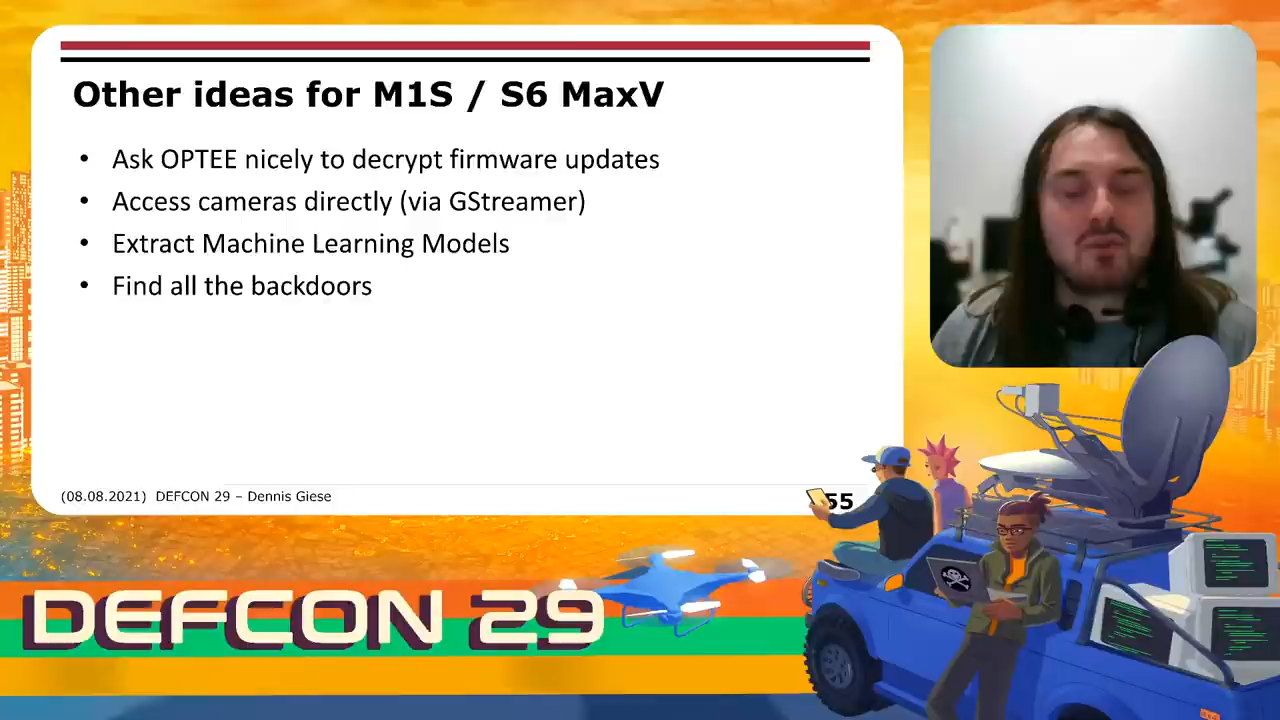 Other ideas for M1S / S6 MaxV
• Ask OPTEE nicely to decrypt firmware updates
• Access cameras directly (via GStreamer)
• Extract Machine Learning Models
• Find all the backdoors
(08.08.2021) DEFCON 29 – Dennis Giese
55
DEFCON 29